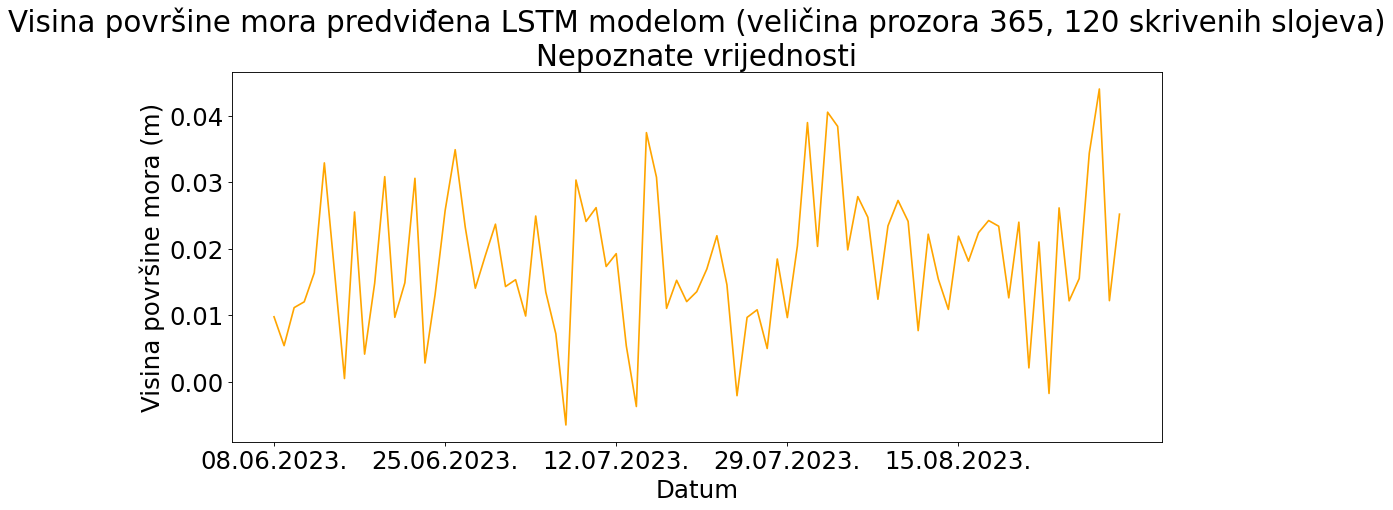 Visina površine mora predviđena LSTM modelom (veličina prozora 365, 120 skrivenih slojeva)
Nepoznate vrijednosti
Visina površine mora (m)
0.04
0.03
0.02
0.01
0.00
08.06.2023. 25.06.2023. 12.07.2023. 29.07.2023. 15.08.2023.
Datum